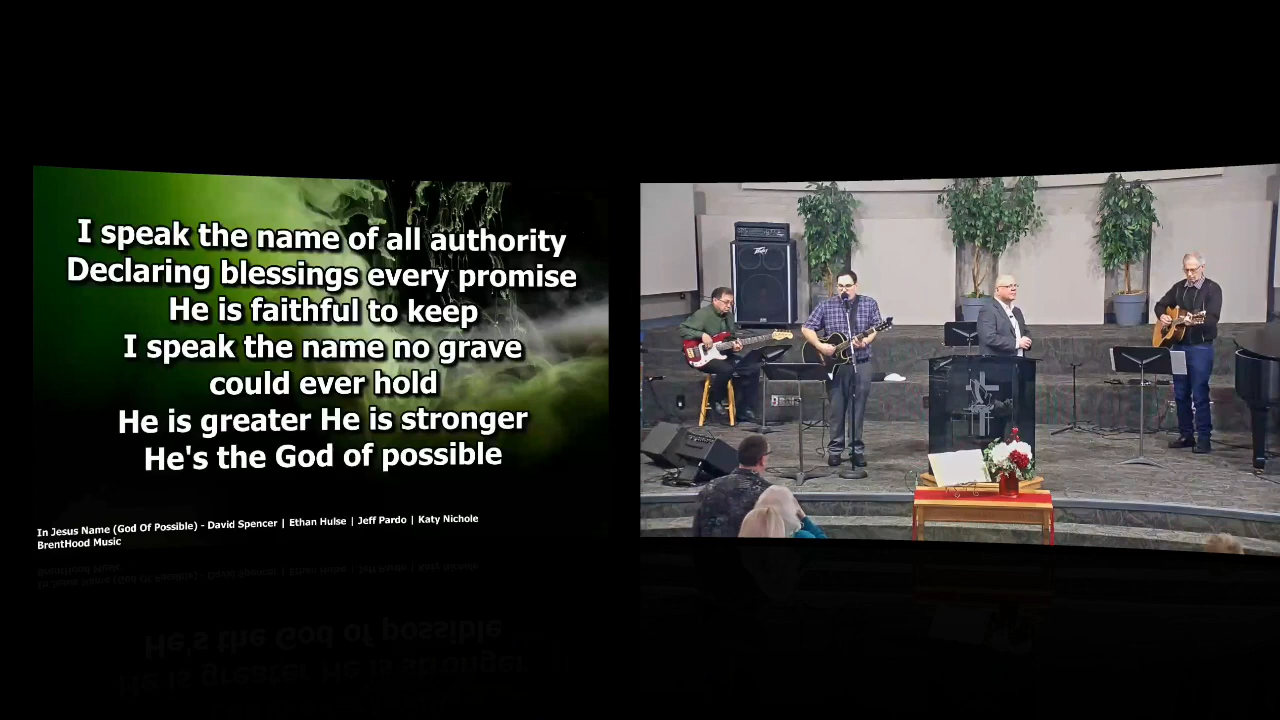 I speak the name of all authority
Declaring blessings every promise
He is faithful to keep
I speak the name no grave
could ever hold
He is greater He is stronger
He's the God of possible
In Jesus Name (God Of Possible) - David Spencer | Ethan Hulse | Jeff Pardo | Katy Nichole
BrentHood Music
PEAVEY